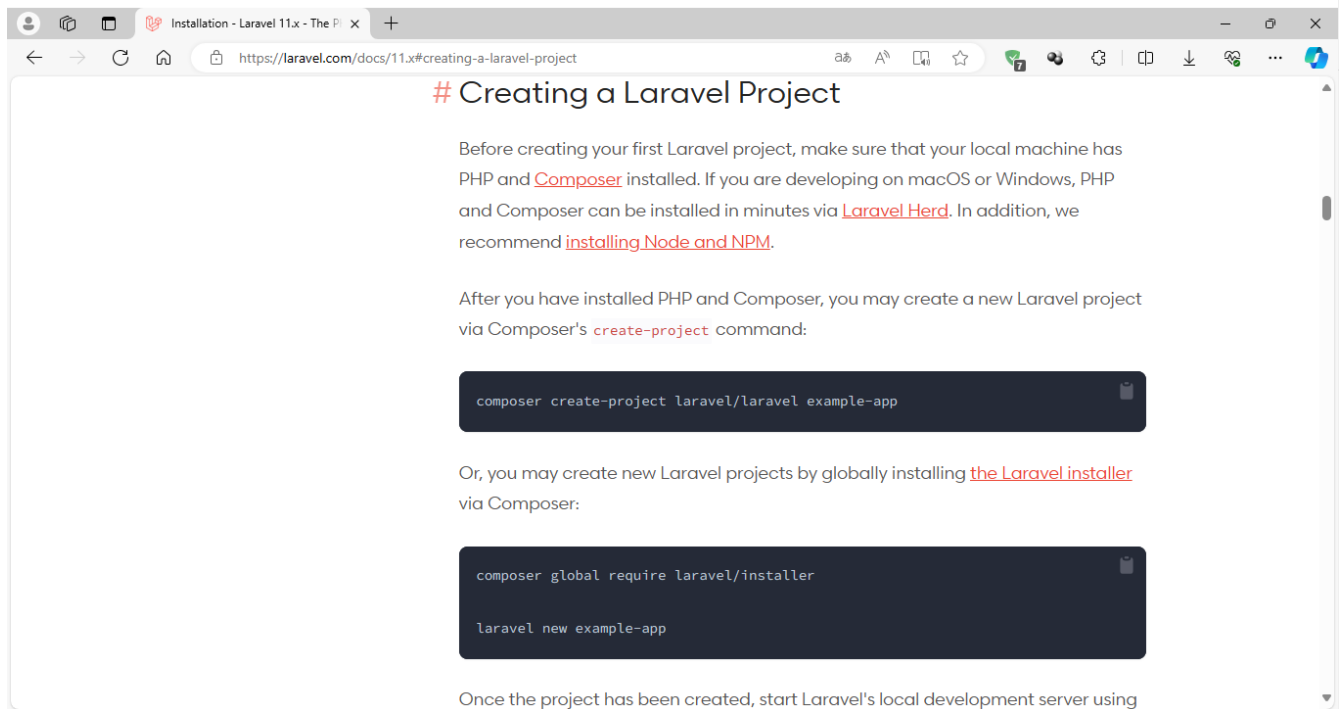 Installation - Laravel 11.x - The P
https://laravel.com/docs/11.x#creating-a-laravel-project
7
# Creating a Laravel Project
Before creating your first Laravel project, make sure that your local machine has
PHP and Composer installed. If you are developing on macOS or Windows, PHP
and Composer can be installed in minutes via Laravel Herd. In addition, we
recommend installing Node and NPM.
After you have installed PHP and Composer, you may create a new Laravel project
via Composer's create-project command:
composer create-project laravel/laravel example-app
Or, you may create new Laravel projects by globally installing the Laravel installer
via Composer:
composer global require laravel/installer
laravel new example-app
Once the project has been created, start Laravel's local development server using